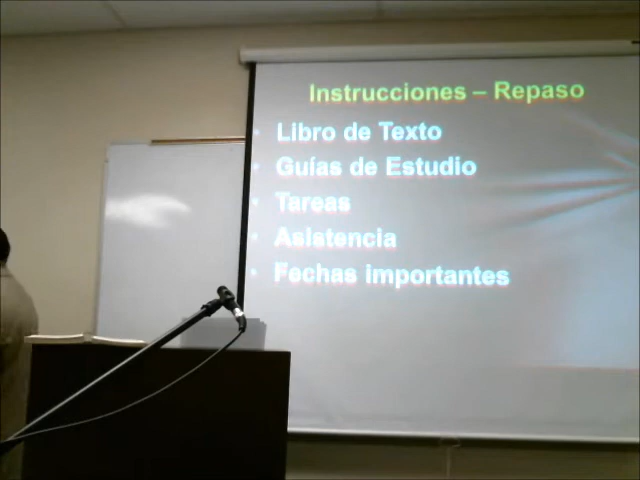 Instrucciones – Repaso
• Libro de Texto
• Guías de Estudio
• Tareas
• Asistencia
• Fechas importantes